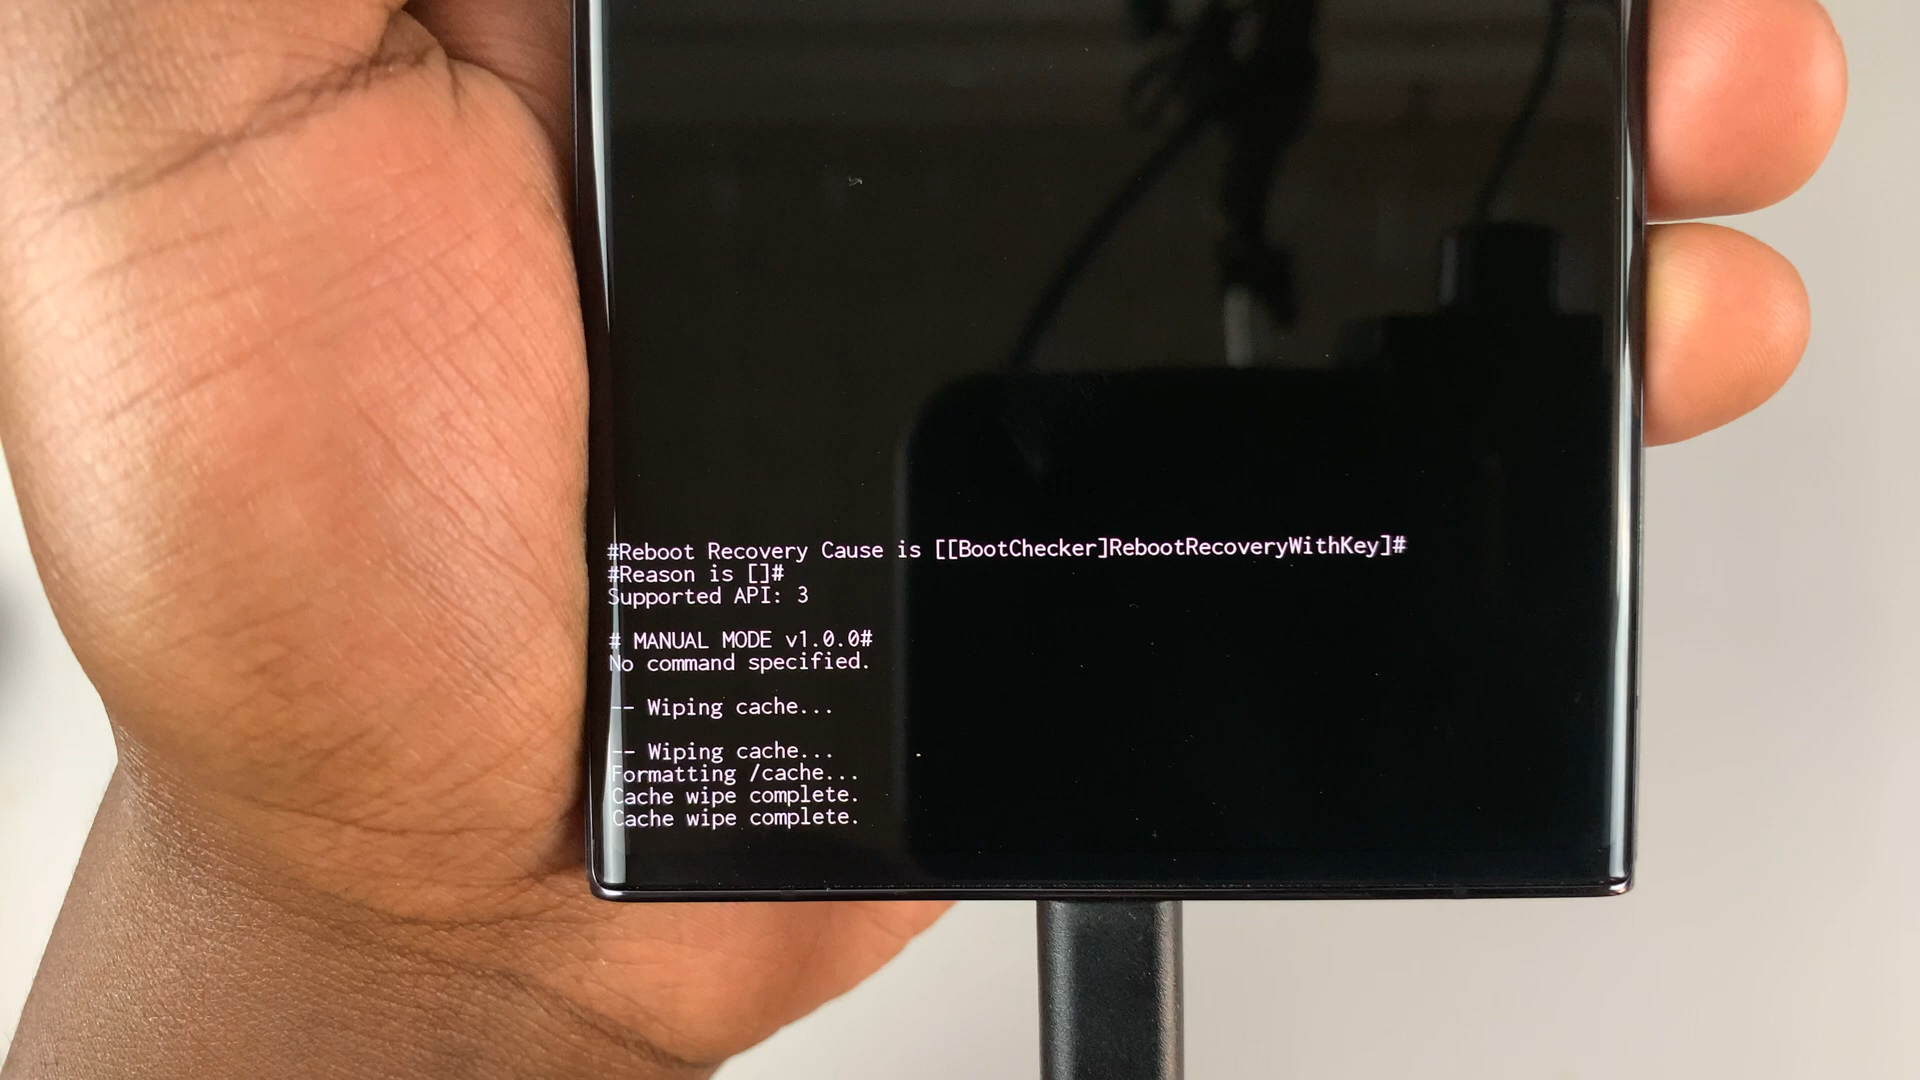 #Reboot Recovery Cause is [[BootChecker]RebootRecoveryWithKey]#
#Reason is []#
Supported API: 3
# MANUAL MODE v1.0.0#
No command specified.
-- Wiping cache...
-- Wiping cache...
Formatting /cache...
Cache wipe complete.
Cache wipe complete.